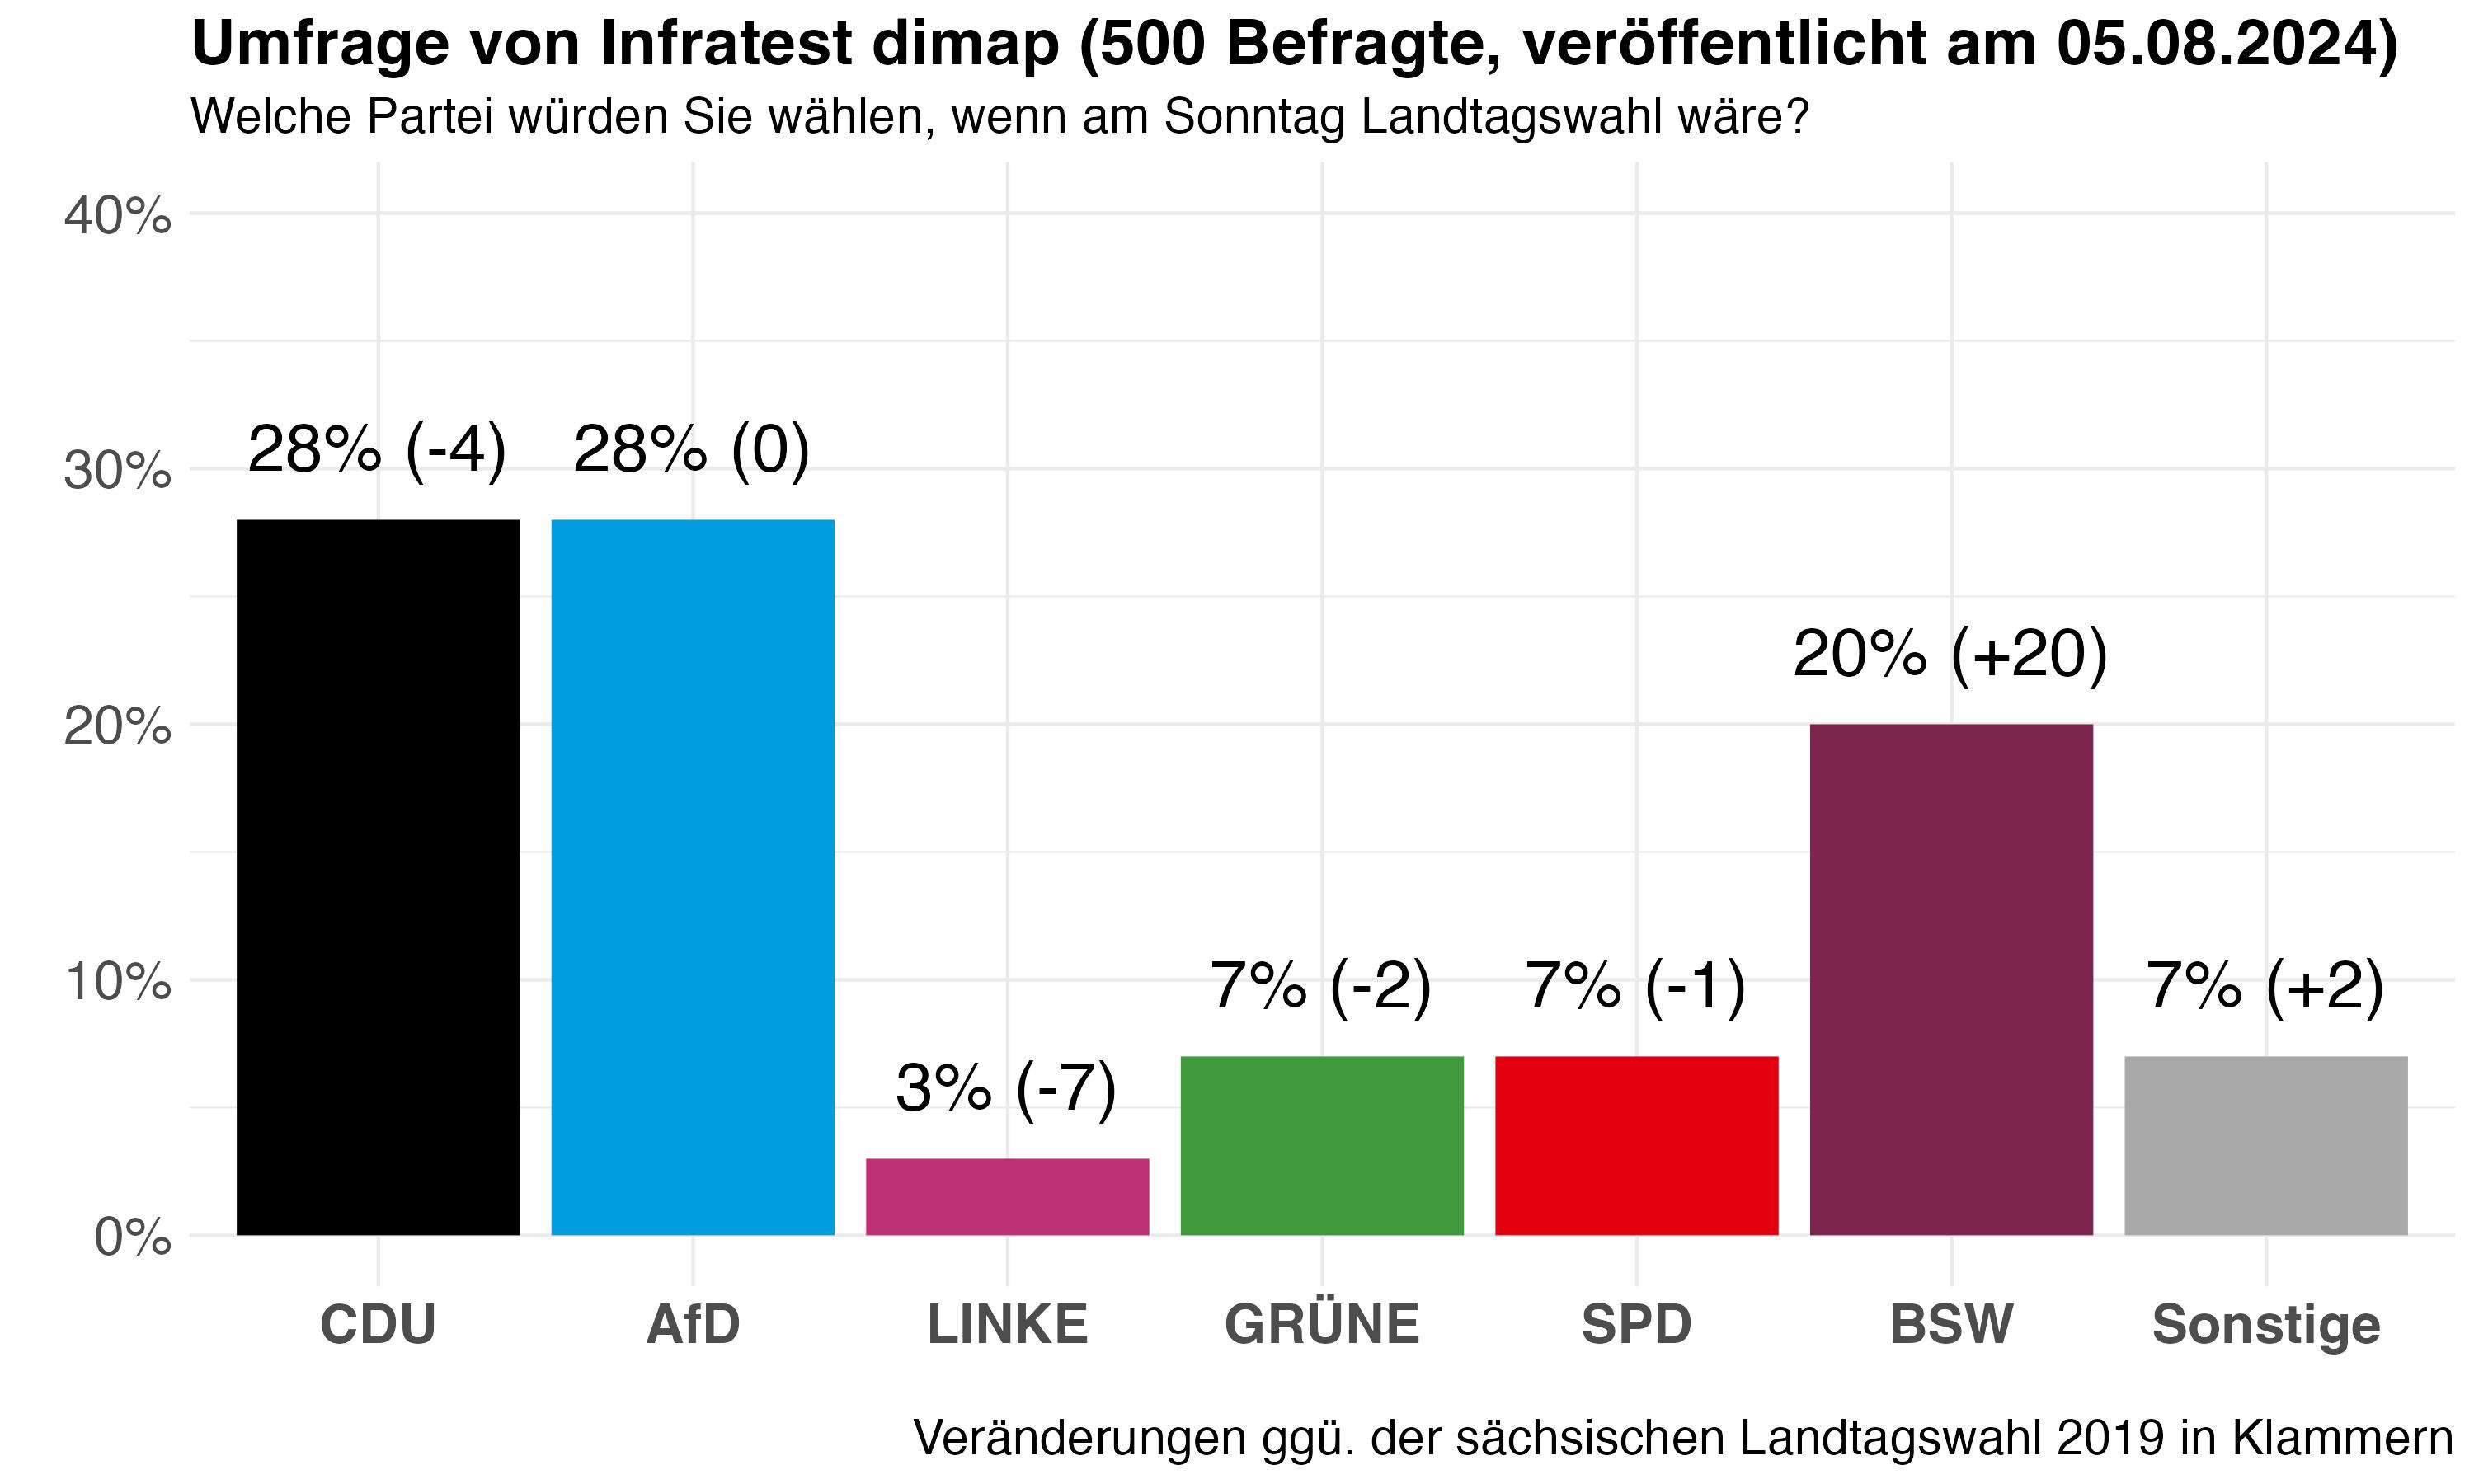 Umfrage von Infratest dimap (500 Befragte, veröffentlicht am 05.08.2024)
Welche Partei würden Sie wählen, wenn am Sonntag Landtagswahl wäre?
40%
30%
20%
10%
0%
28% (-4)
28% (0)
3% (-7)
7% (-2)
7% (-1)
20% (+20)
7% (+2)
CDU
AfD
LINKE
GRÜNE
SPD
BSW
Sonstige
Veränderungen ggü. der sächsischen Landtagswahl 2019 in Klammern